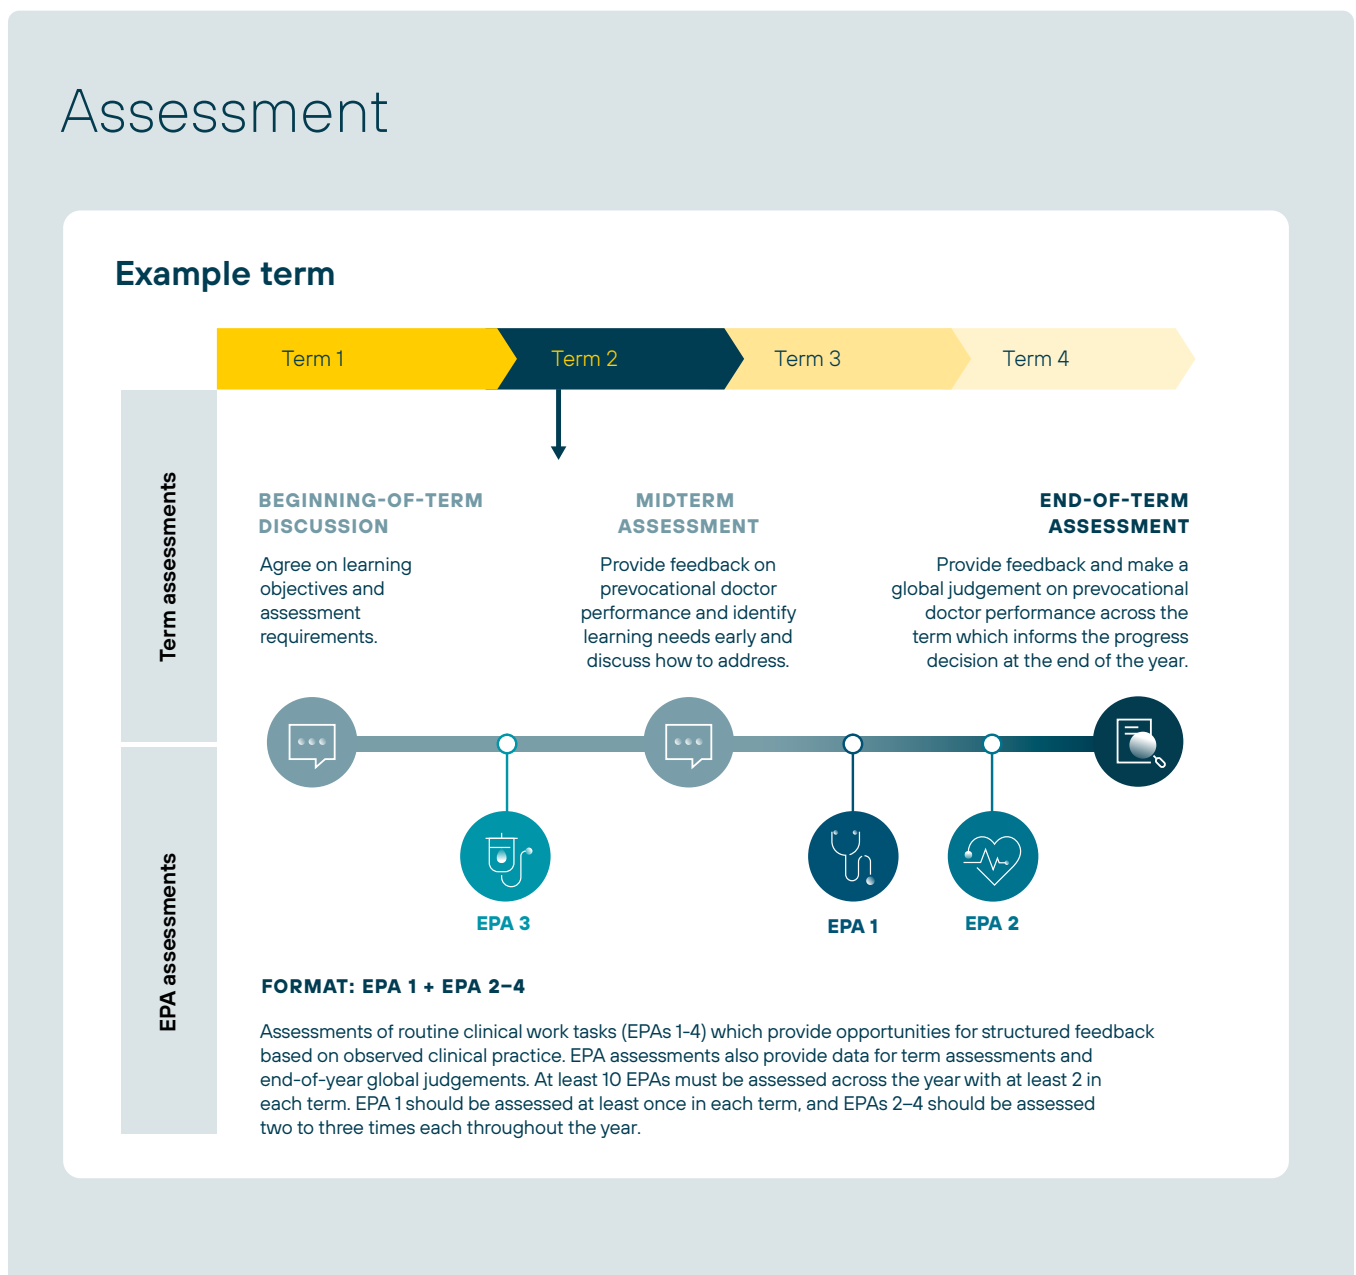 Assessment
Example term
Term 1
Term 2
Term 3
Term 4
Term assessments
BEGINNING-OF-TERM
DISCUSSION
Agree on learning
objectives and
assessment
requirements.
MIDTERM
ASSESSMENT
Provide feedback on
prevocational doctor
performance and identify
learning needs early and
discuss how to address.
END-OF-TERM
ASSESSMENT
Provide feedback and make a
global judgement on prevocational
doctor performance across the
term which informs the progress
decision at the end of the year.
EPA assessments
EPA 3
EPA 1
EPA 2
FORMAT: EPA 1 + EPA 2–4
Assessments of routine clinical work tasks (EPAs 1-4) which provide opportunities for structured feedback
based on observed clinical practice. EPA assessments also provide data for term assessments and
end-of-year global judgements. At least 10 EPAs must be assessed across the year with at least 2 in
each term. EPA 1 should be assessed at least once in each term, and EPAs 2–4 should be assessed
two to three times each throughout the year.